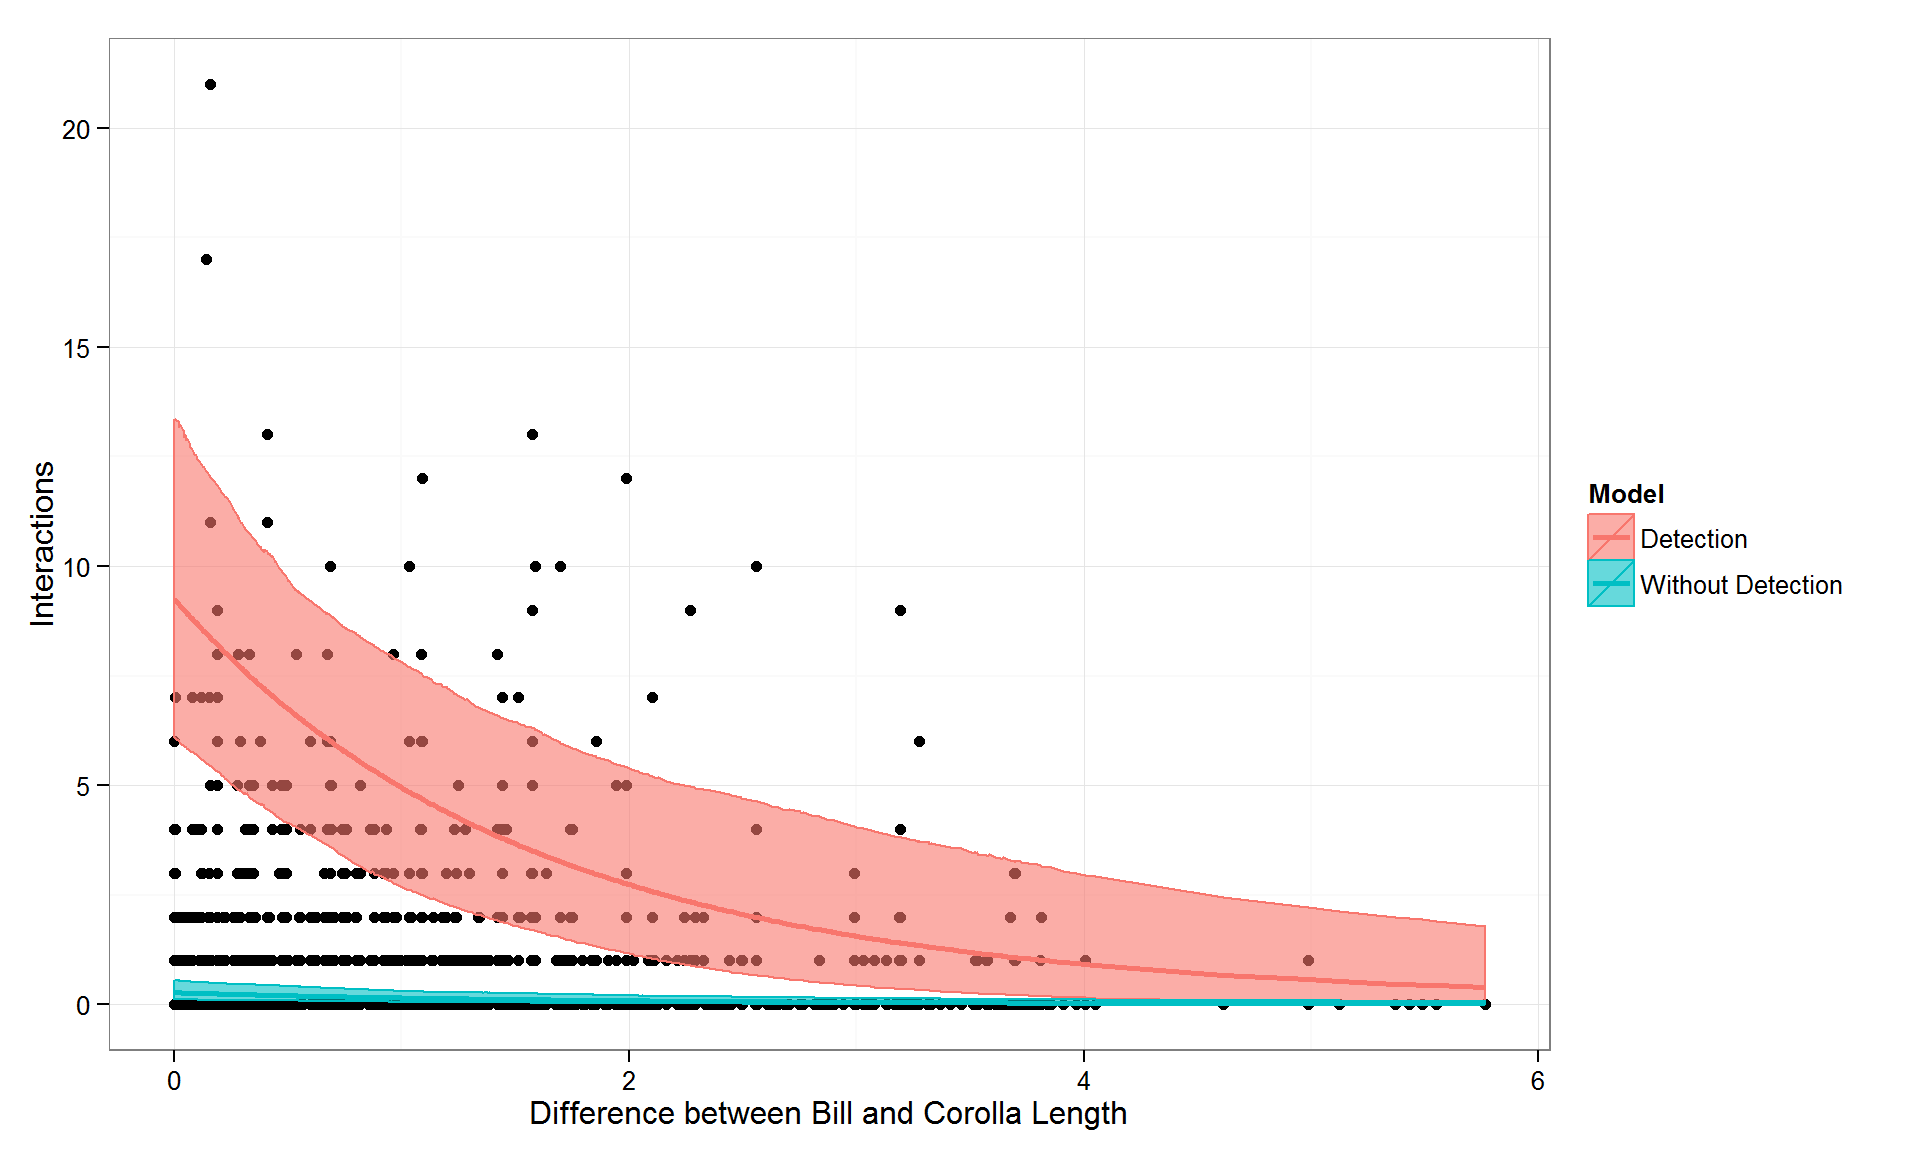 20
15
10
5
0
Interactions
0 2 4 6
Difference between Bill and Corolla Length
Model
Detection
Without Detection